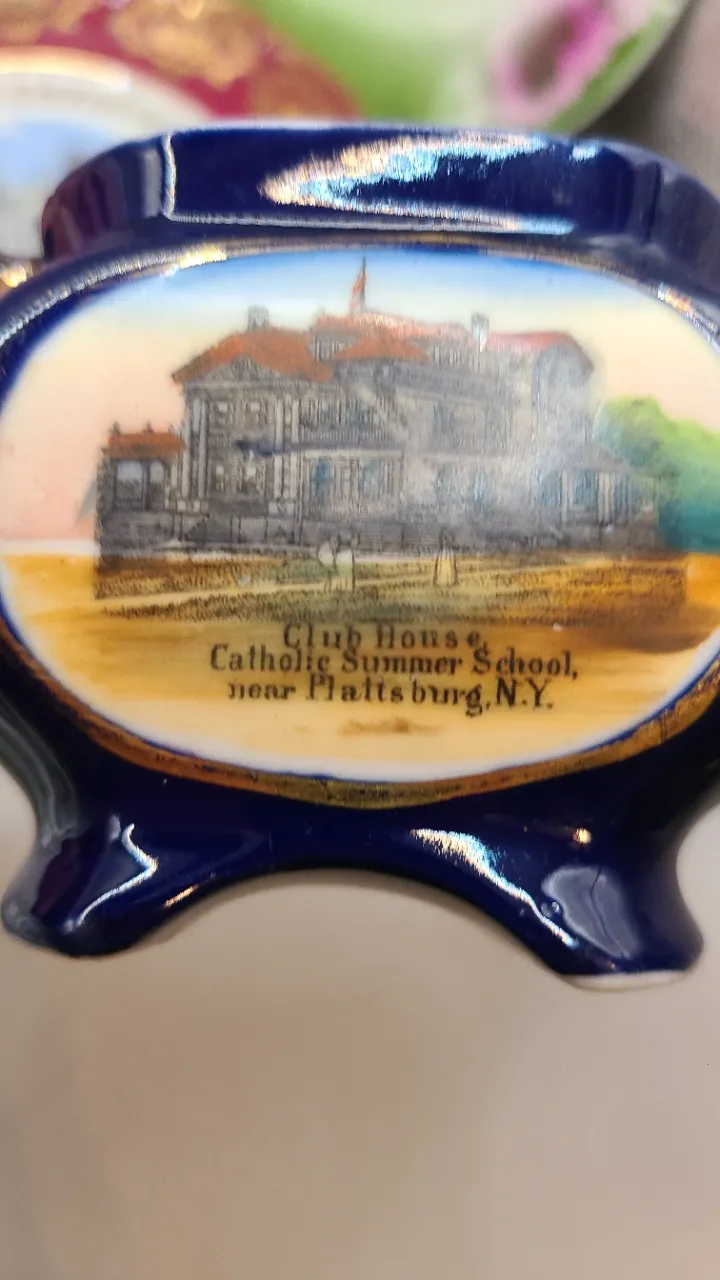 Club House,
Catholic Summer School,
near Plattsburg, N.Y.